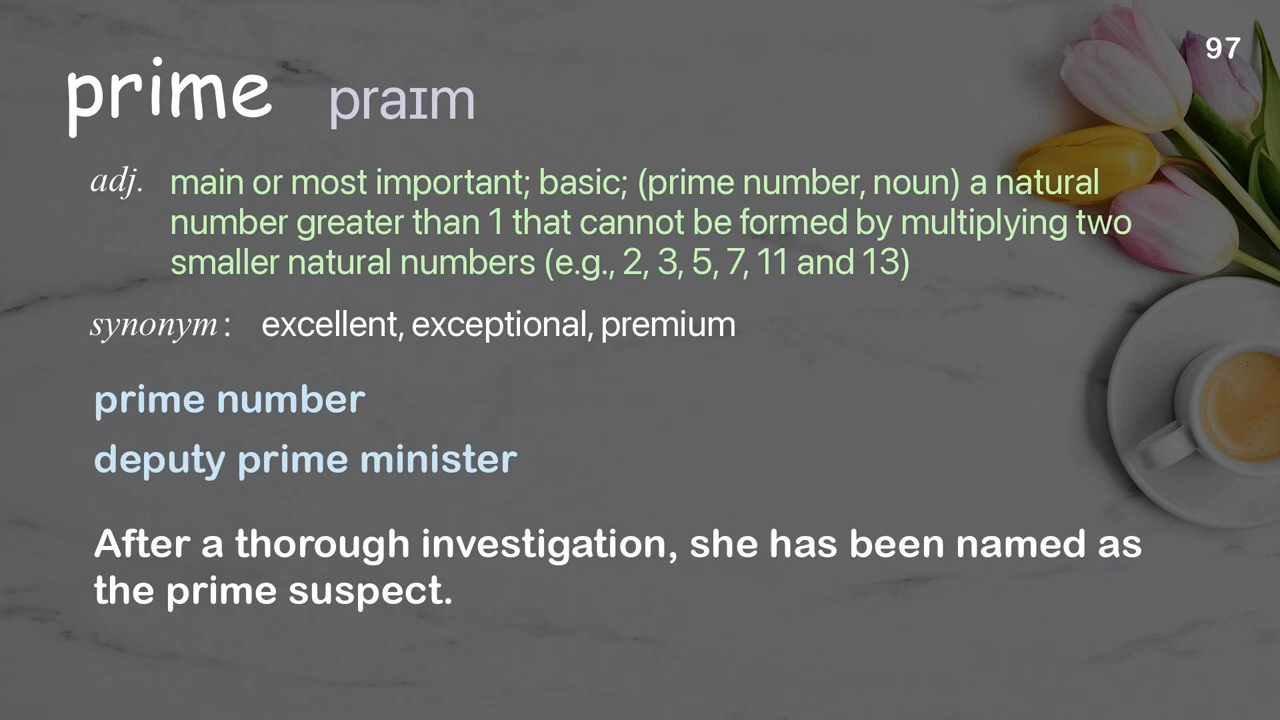 97
prime praɪm
adj. main or most important; basic; (prime number, noun) a natural
number greater than 1 that cannot be formed by multiplying two
smaller natural numbers (e.g., 2, 3, 5, 7, 11 and 13)
synonym: excellent, exceptional, premium
prime number
deputy prime minister
After a thorough investigation, she has been named as
the prime suspect.